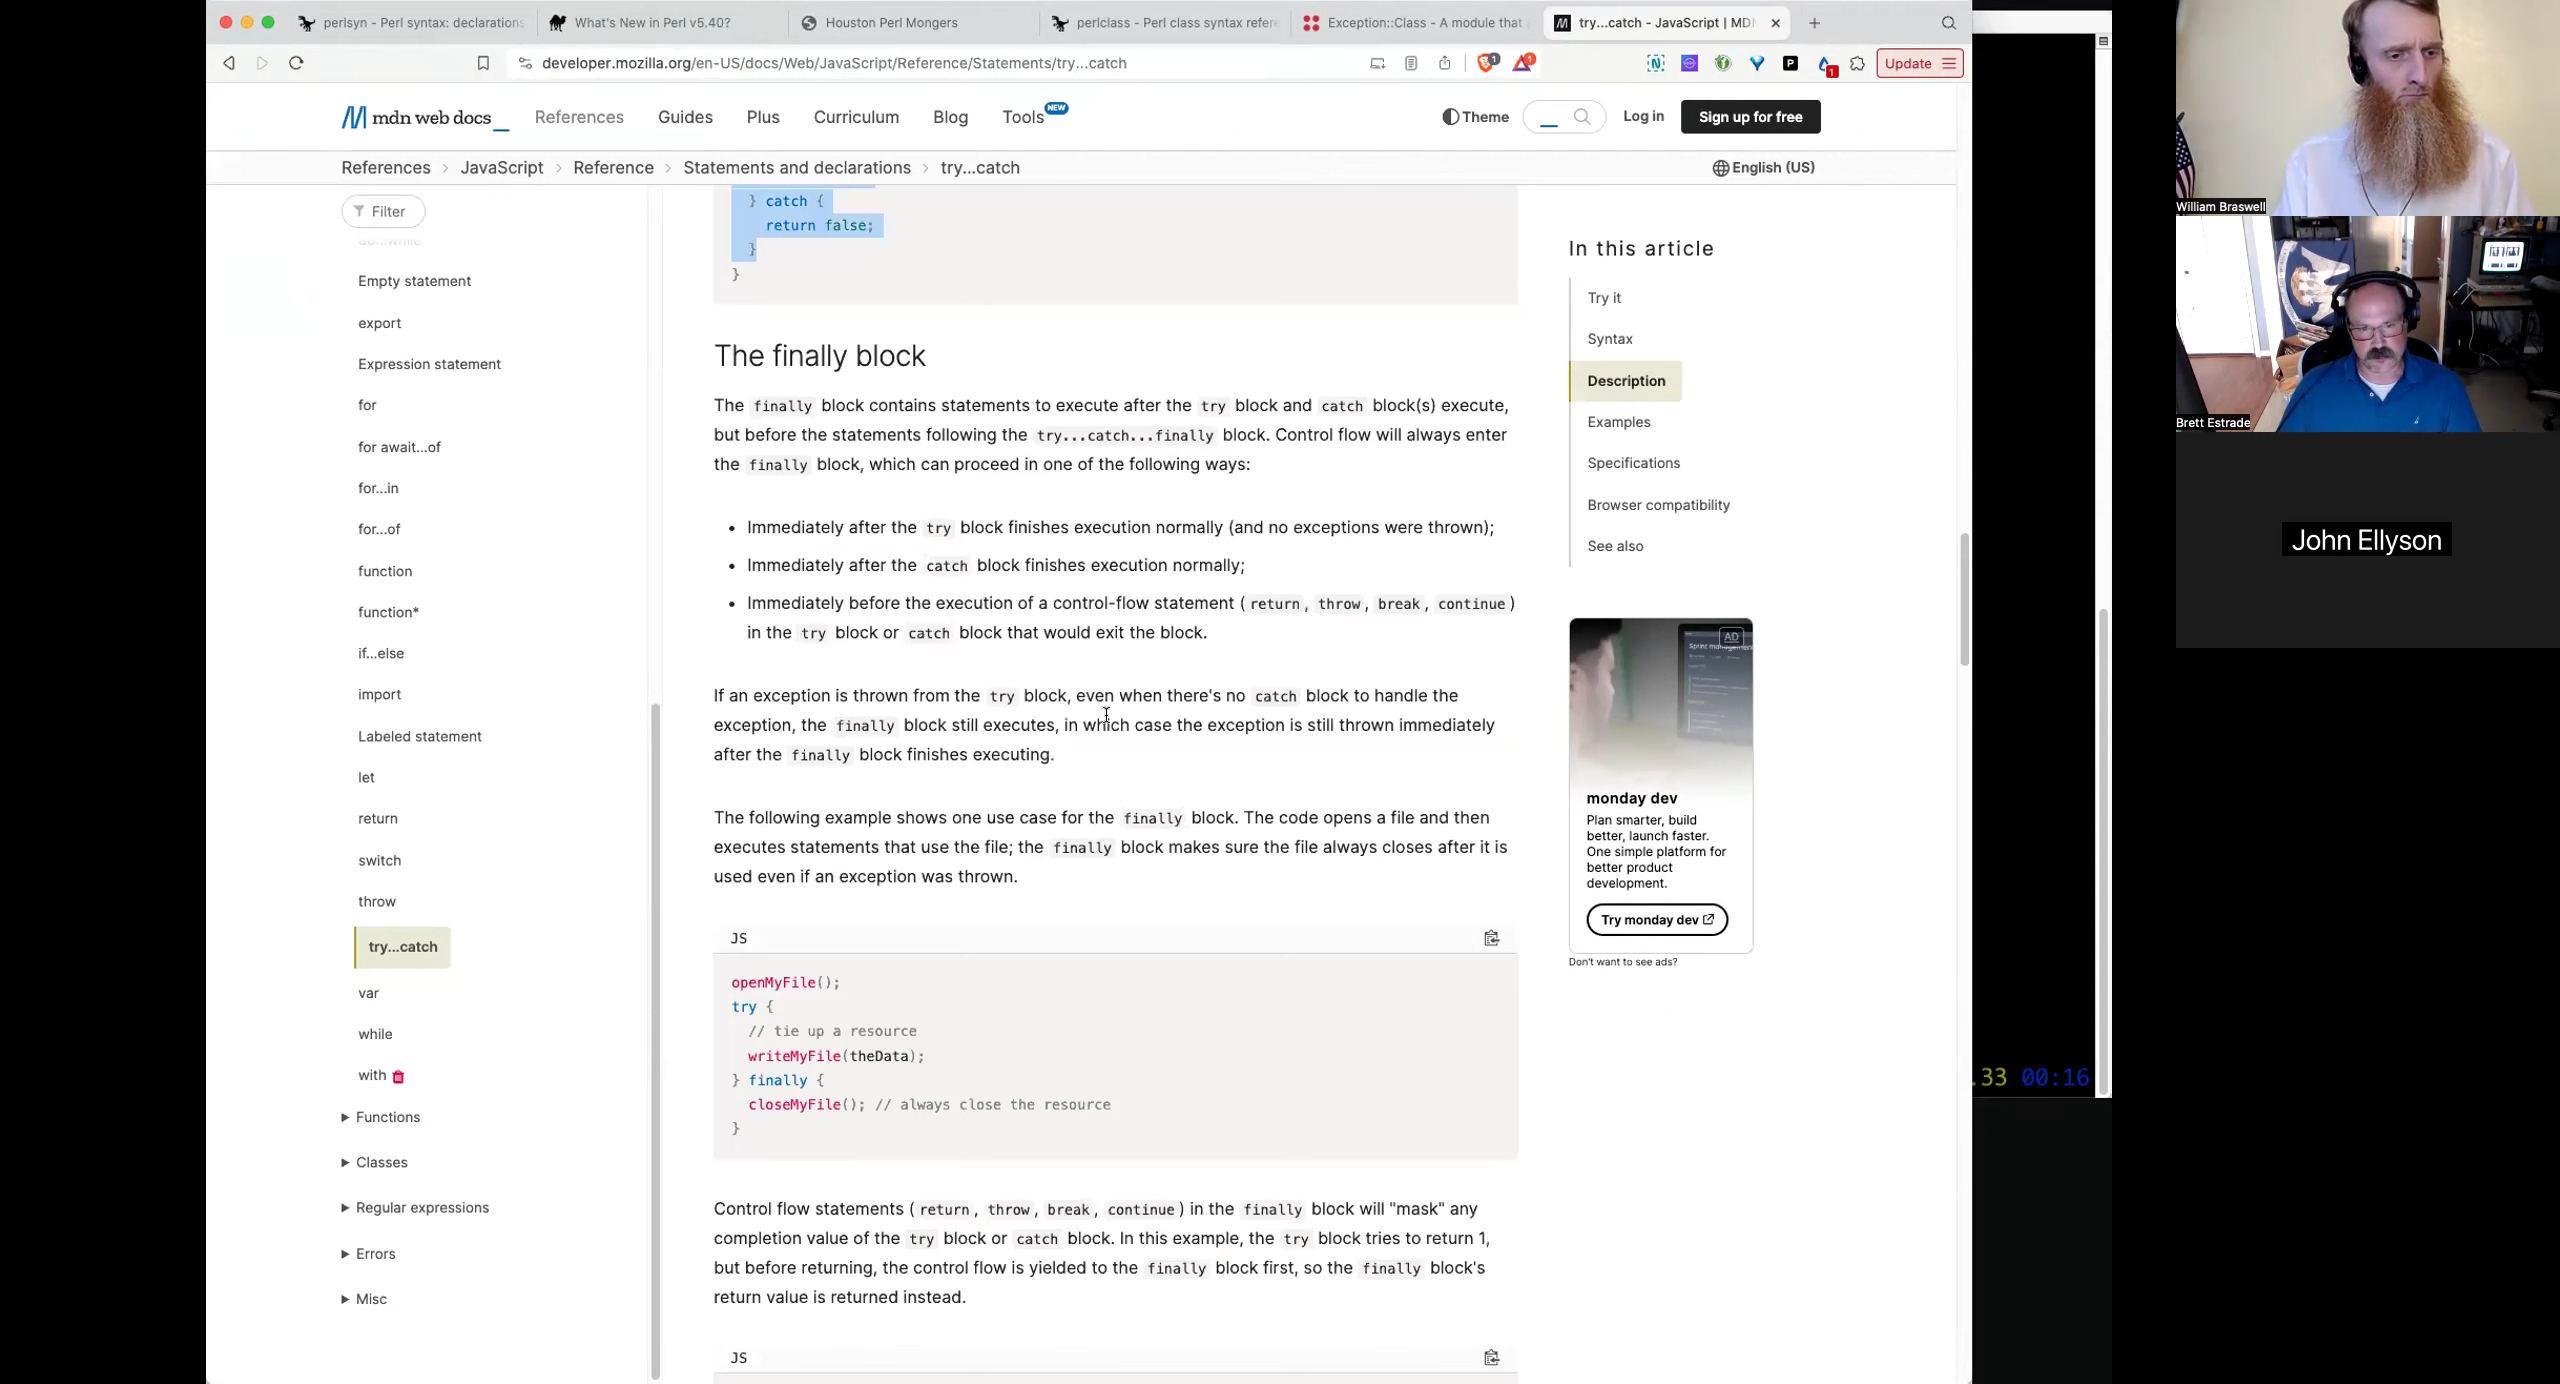 perlsyn - Perl syntax: declarations
What's New in Perl v5.40?
Houston Perl Mongers
perlclass - Perl class syntax refere
Exception::Class - A module that
try...catch - JavaScript | MDN
developer.mozilla.org/en-US/docs/Web/JavaScript/Reference/Statements/try...catch
1
1
N
P
1
Update
mdn web docs_
References
Guides
Plus
Curriculum
Blog
Tools
NEW
Theme
Log in
Sign up for free
References > JavaScript > Reference > Statements and declarations > try...catch
English (US)
Filter
do...while
Empty statement
export
Expression statement
for
for await...of
for...in
for...of
function
function*
if...else
import
Labeled statement
let
return
switch
throw
try...catch
var
while
with
Functions
Classes
Regular expressions
Errors
Misc
} catch {
return false;
}
}
The finally block
The finally block contains statements to execute after the try block and catch block(s) execute,
but before the statements following the try...catch...finally block. Control flow will always enter
the finally block, which can proceed in one of the following ways:
• Immediately after the try block finishes execution normally (and no exceptions were thrown);
• Immediately after the catch block finishes execution normally;
• Immediately before the execution of a control-flow statement (return, throw, break, continue)
in the try block or catch block that would exit the block.
If an exception is thrown from the try block, even when there's no catch block to handle the
exception, the finally block still executes, in which case the exception is still thrown immediately
after the finally block finishes executing.
The following example shows one use case for the finally block. The code opens a file and then
executes statements that use the file; the finally block makes sure the file always closes after it is
used even if an exception was thrown.
JS
openMyFile();
try {
// tie up a resource
writeMyFile(theData);
} finally {
closeMyFile(); // always close the resource
}
Control flow statements (return, throw, break, continue) in the finally block will "mask" any
completion value of the try block or catch block. In this example, the try block tries to return 1,
but before returning, the control flow is yielded to the finally block first, so the finally block's
return value is returned instead.
JS
In this article
Try it
Syntax
Description
Examples
Specifications
Browser compatibility
See also
AD
monday dev
Plan smarter, build
better, launch faster.
One simple platform for
better product
development.
Try monday dev
Don't want to see ads?
.33 00:16
William Braswell
Brett Estrade
John Ellyson